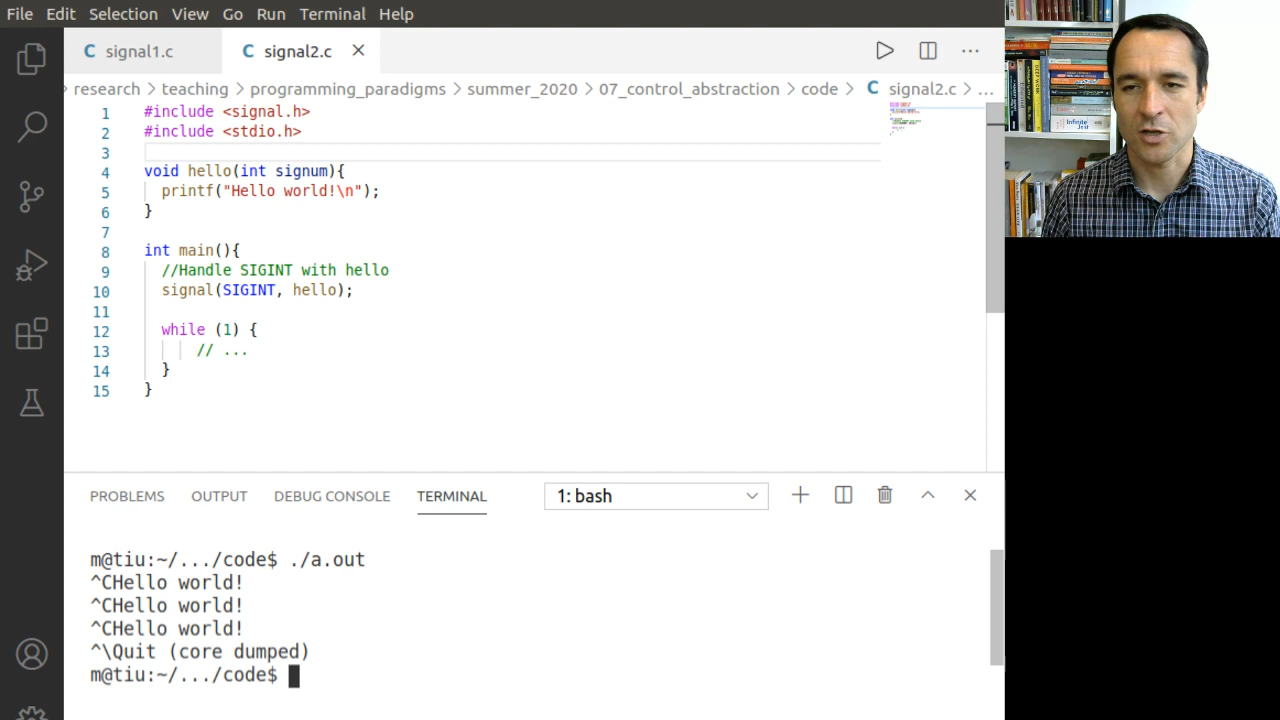 File Edit Selection View Go Run Terminal Help
signal1.c
signal2.c
research > teaching > programming_paradigms > summer_2020 > 07_control_abstraction > code > C signal2.c > ...
1 #include <signal.h>
2 #include <stdio.h>
3
4 void hello(int signum){
5 printf("Hello world!\n");
6 }
7
8 int main(){
9 //Handle SIGINT with hello
10 signal(SIGINT, hello);
11
12 while (1) {
13 // ...
14 }
15 }
PROBLEMS OUTPUT DEBUG CONSOLE TERMINAL 1: bash
m@tiu:~/.../code$ ./a.out
^CHello world!
^CHello world!
^CHello world!
^\Quit (core dumped)
m@tiu:~/.../code$
Infinite Jest